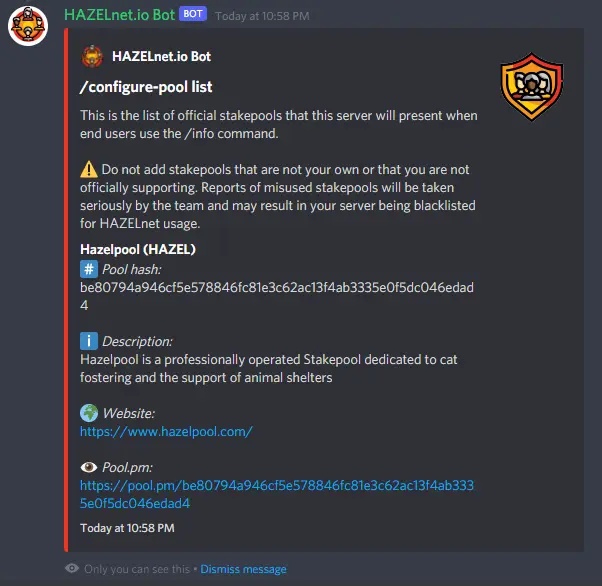 HAZELnet.io Bot BOT Today at 10:58 PM
HAZELnet.io Bot
/configure-pool list
This is the list of official stakepools that this server will present when
end users use the /info command.
Do not add stakepools that are not your own or that you are not
officially supporting. Reports of misused stakepools will be taken
seriously by the team and may result in your server being blacklisted
for HAZELnet usage.
Hazelpool (HAZEL)
# Pool hash:
be80794a946cf5e578846fc81e3c62ac13f4ab3335e0f5dc046edad
4
i Description:
Hazelpool is a professionally operated Stakepool dedicated to cat
fostering and the support of animal shelters
Website:
https://www.hazelpool.com/
Pool.pm:
https://pool.pm/be80794a946cf5e578846fc81e3c62ac13f4ab333
5e0f5dc046edad4
Today at 10:58 PM
Only you can see this • Dismiss message